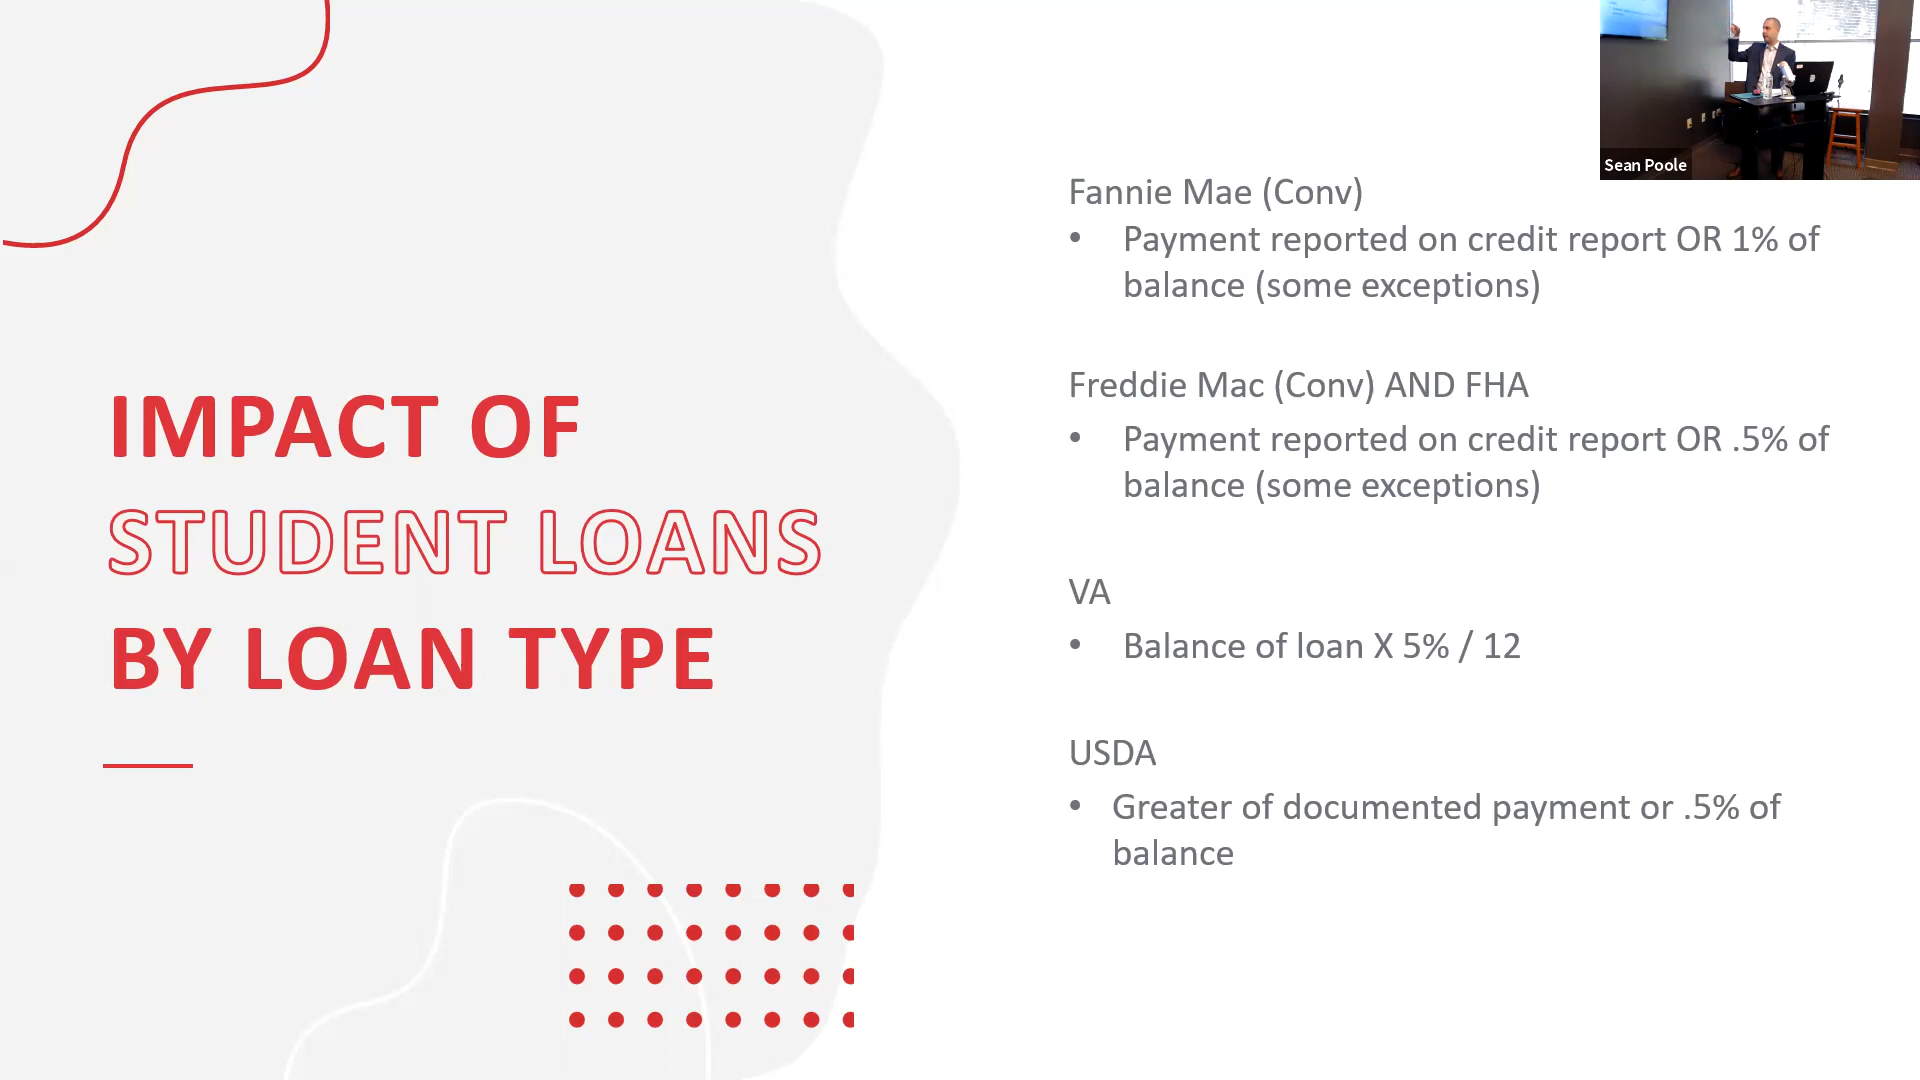 IMPACT OF
STUDENT LOANS
BY LOAN TYPE
Fannie Mae (Conv)
• Payment reported on credit report OR 1% of
balance (some exceptions)
Freddie Mac (Conv) AND FHA
• Payment reported on credit report OR .5% of
balance (some exceptions)
VA
• Balance of loan X 5% / 12
USDA
• Greater of documented payment or .5% of
balance
Sean Poole